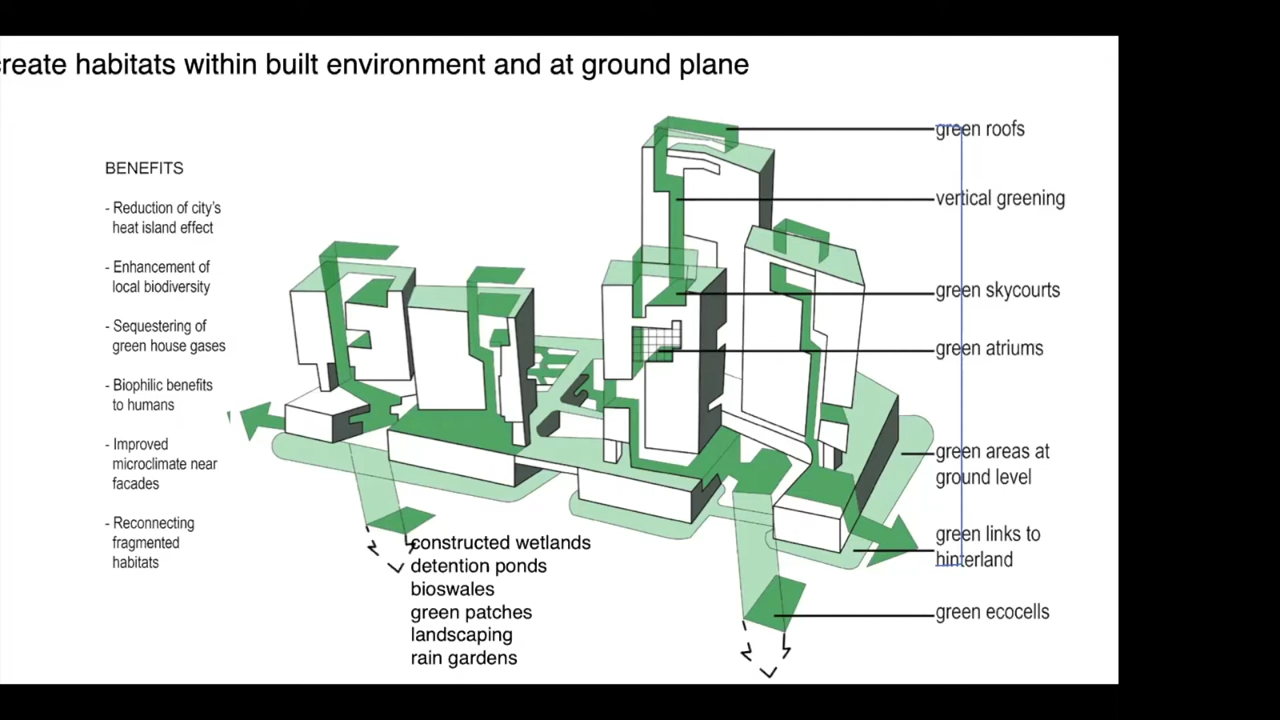 create habitats within built environment and at ground plane
BENEFITS
- Reduction of city's
heat island effect
- Enhancement of
local biodiversity
- Sequestering of
green house gases
- Biophilic benefits
to humans
- Improved
microclimate near
facades
- Reconnecting
fragmented
habitats
green roofs
vertical greening
green skycourts
green atriums
green areas at
ground level
green links to
hinterland
green ecocells
constructed wetlands
detention ponds
bioswales
green patches
landscaping
rain gardens